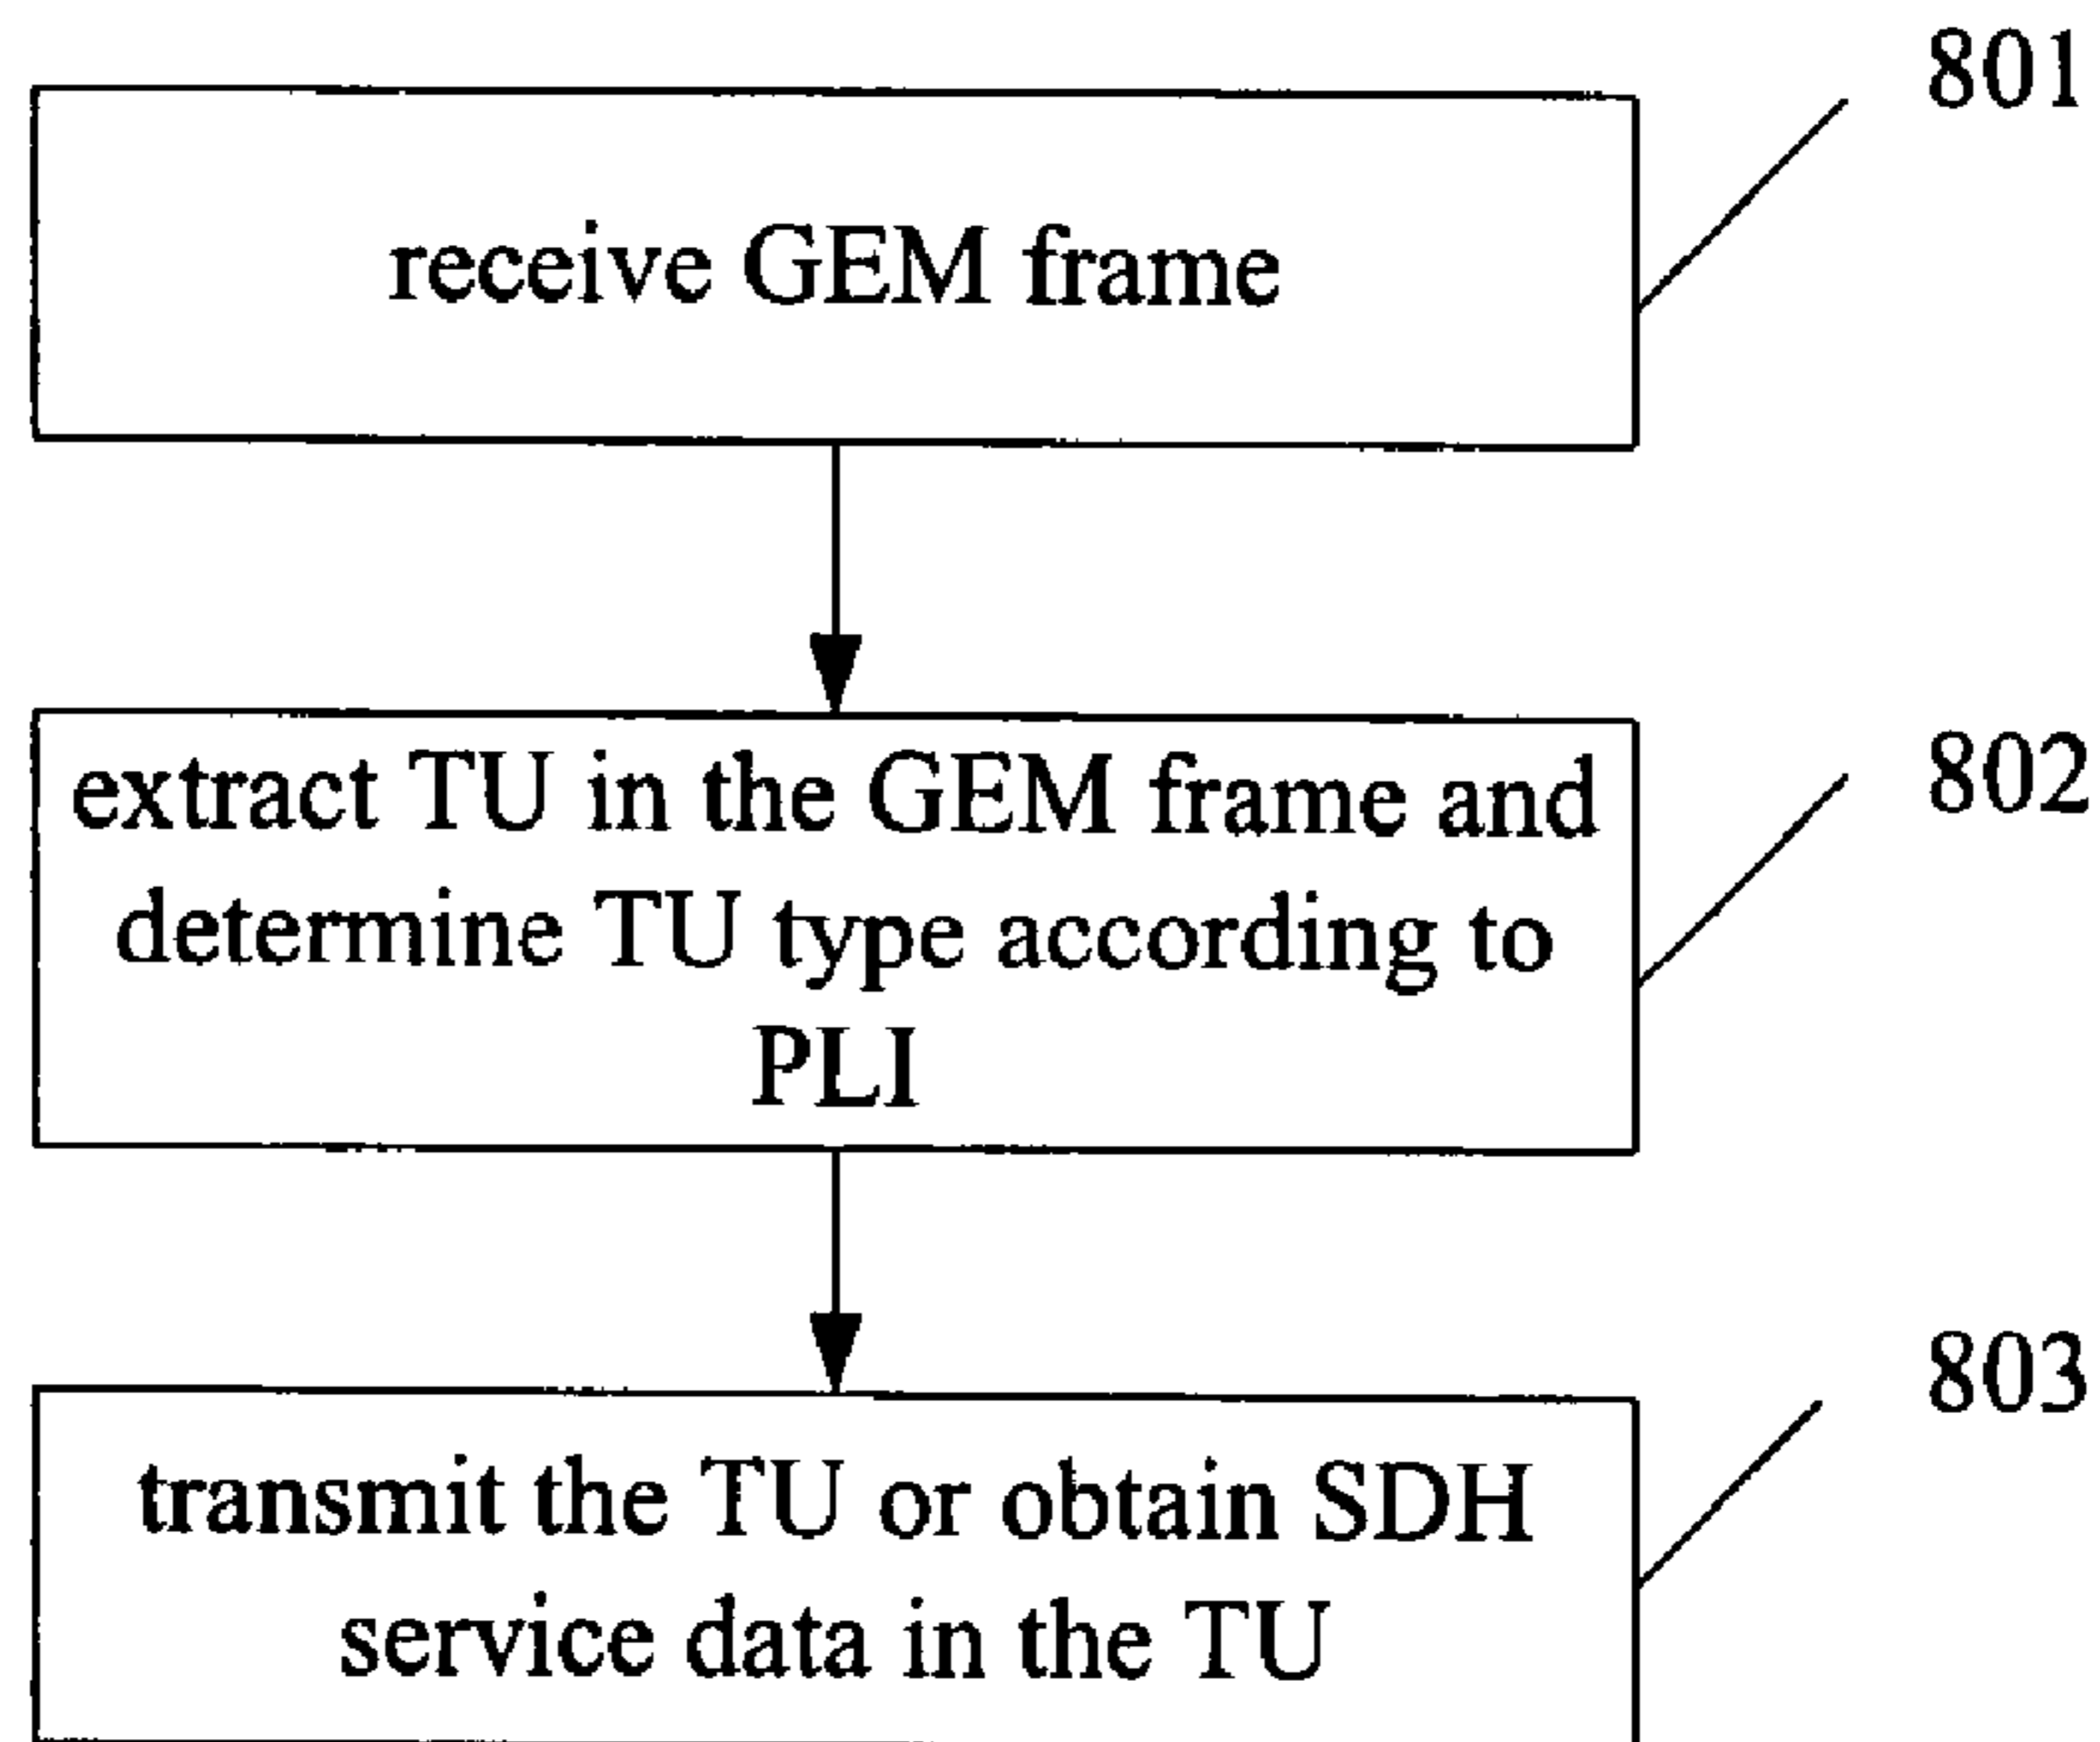 801
receive GEM frame
802
extract TU in the GEM frame and
determine TU type according to
PLI
803
transmit the TU or obtain SDH
service data in the TU